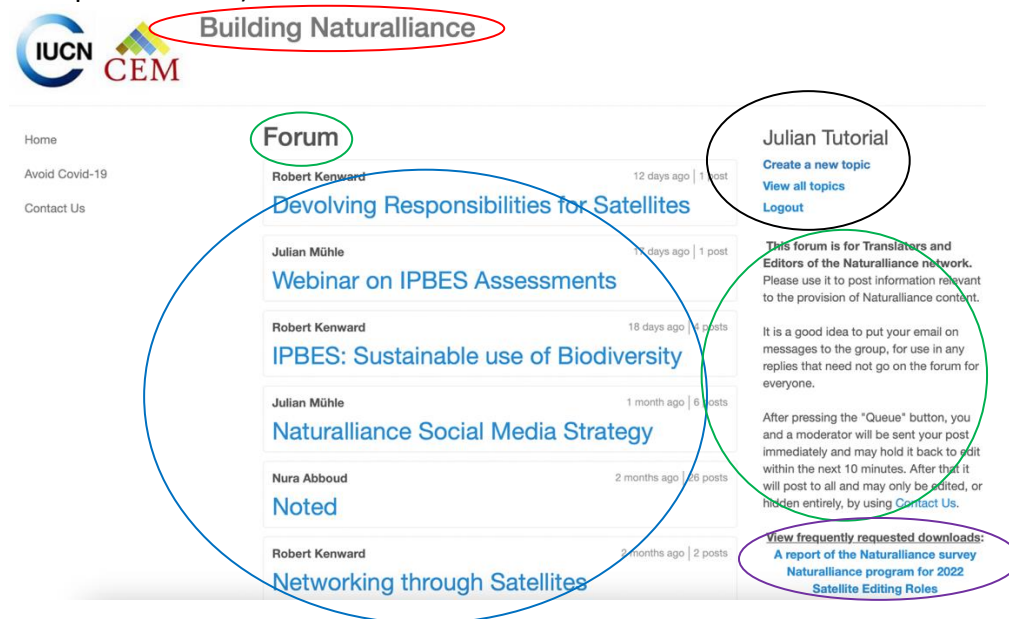 Building Naturalliance
IUCN
CEM
Home
Avoid Covid-19
Contact Us
Forum
Robert Kenward
12 days ago | 1 post
Devolving Responsibilities for Satellites
Julian Mühle
17 days ago | 1 post
Webinar on IPBES Assessments
Robert Kenward
18 days ago | 4 posts
IPBES: Sustainable use of Biodiversity
Julian Mühle
1 month ago | 6 posts
Naturalliance Social Media Strategy
Nura Abboud
2 months ago | 26 posts
Noted
Robert Kenward
2 months ago | 2 posts
Networking through Satellites
Julian Tutorial
Create a new topic
View all topics
Logout
This forum is for Translators and
Editors of the Naturalliance network.
Please use it to post information relevant
to the provision of Naturalliance content.
It is a good idea to put your email on
messages to the group, for use in any
replies that need not go on the forum for
everyone.
After pressing the "Queue" button, you
and a moderator will be sent your post
immediately and may hold it back to edit
within the next 10 minutes. After that it
will post to all and may only be edited, or
hidden entirely, by using Contact Us.
View frequently requested downloads:
A report of the Naturalliance survey
Naturalliance program for 2022
Satellite Editing Roles